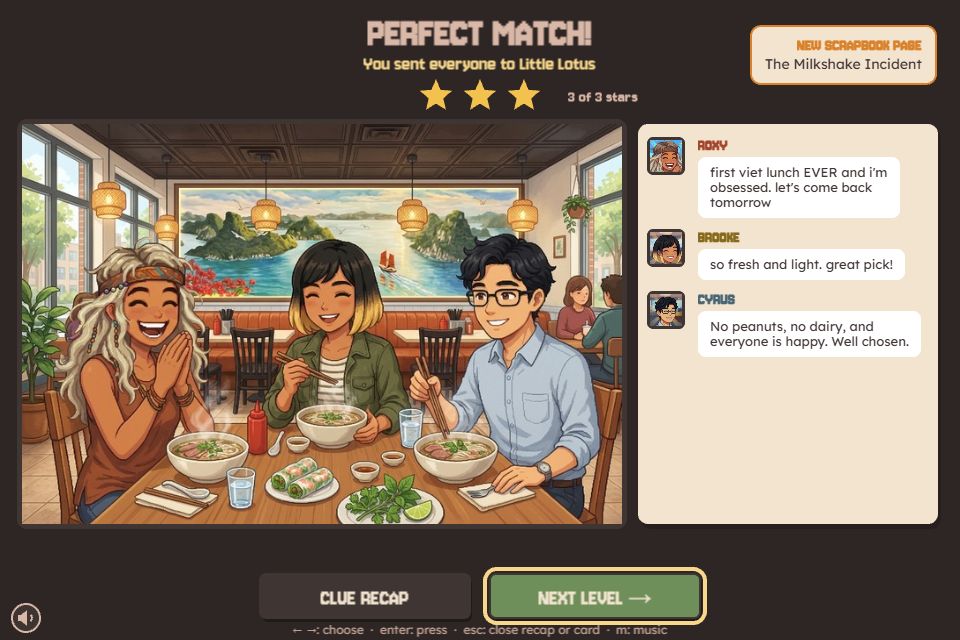 PERFECT MATCH!
You sent everyone to Little Lotus
3 of 3 stars
NEW SCRAPBOOK PAGE
The Milkshake Incident
ROXY
first viet lunch EVER and i'm
obsessed. let's come back
tomorrow
BROOKE
so fresh and light. great pick!
CYRUS
No peanuts, no dairy, and
everyone is happy. Well chosen.
CLUE RECAP
NEXT LEVEL →
← →: choose · enter: press · esc: close recap or card · m: music